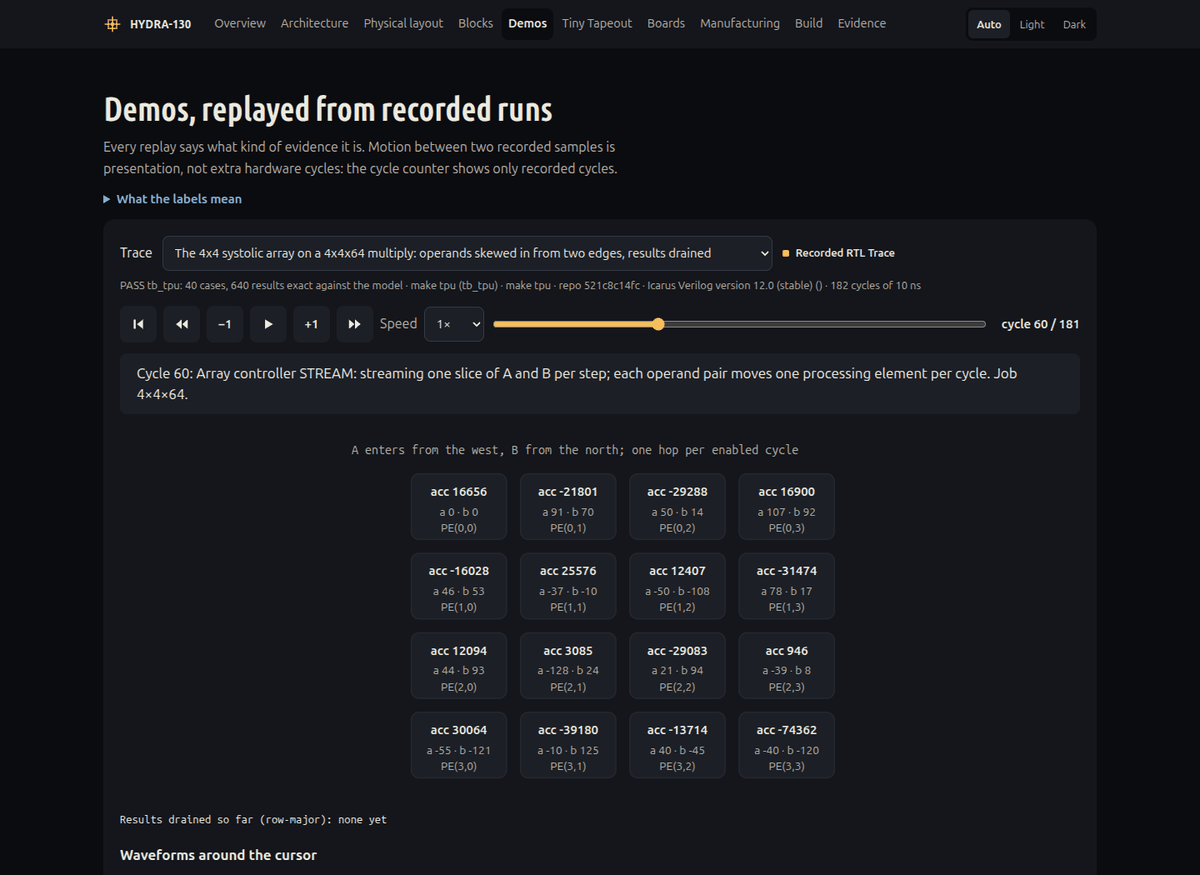 HYDRA-130 Overview Architecture Physical layout Blocks Demos Tiny Tapeout Boards Manufacturing Build Evidence Auto Light Dark
Demos, replayed from recorded runs
Every replay says what kind of evidence it is. Motion between two recorded samples is
presentation, not extra hardware cycles: the cycle counter shows only recorded cycles.
What the labels mean
Trace The 4x4 systolic array on a 4x4x64 multiply: operands skewed in from two edges, results drained Recorded RTL Trace
PASS tb_tpu: 40 cases, 640 results exact against the model · make tpu (tb_tpu) · make tpu · repo 521c8c14fc · Icarus Verilog version 12.0 (stable) () · 182 cycles of 10 ns
−1 +1 Speed 1× cycle 60 / 181
Cycle 60: Array controller STREAM: streaming one slice of A and B per step; each operand pair moves one processing element per cycle. Job
4×4×64.
A enters from the west, B from the north; one hop per enabled cycle
acc 16656 acc -21801 acc -29288 acc 16900
a 0 · b 0 a 91 · b 70 a 50 · b 14 a 107 · b 92
PE(0,0) PE(0,1) PE(0,2) PE(0,3)
acc -16028 acc 25576 acc 12407 acc -31474
a 46 · b 53 a -37 · b -10 a -50 · b -108 a 78 · b 17
PE(1,0) PE(1,1) PE(1,2) PE(1,3)
acc 12094 acc 3085 acc -29083 acc 946
a 44 · b 93 a -128 · b 24 a 21 · b 94 a -39 · b 8
PE(2,0) PE(2,1) PE(2,2) PE(2,3)
acc 30064 acc -39180 acc -13714 acc -74362
a -55 · b -121 a -10 · b 125 a 40 · b -45 a -40 · b -120
PE(3,0) PE(3,1) PE(3,2) PE(3,3)
Results drained so far (row-major): none yet
Waveforms around the cursor